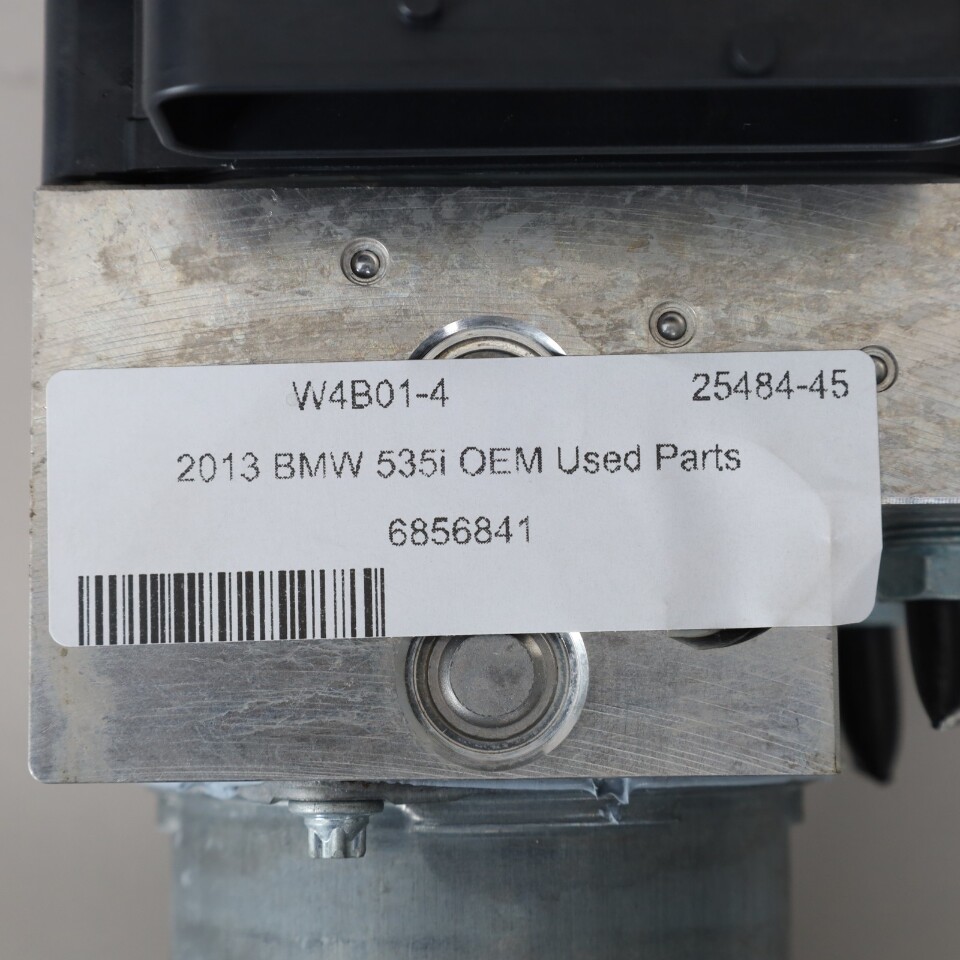 W4B01-4 25484-45
2013 BMW 535i OEM Used Parts
6856841